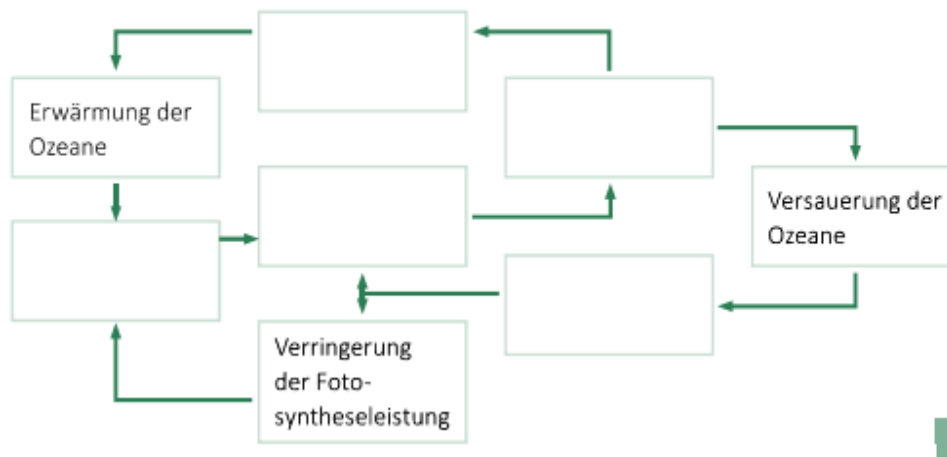 Erwärmung der
Ozeane
Versauerung der
Ozeane
Verringerung
der Foto-
syntheseleistung